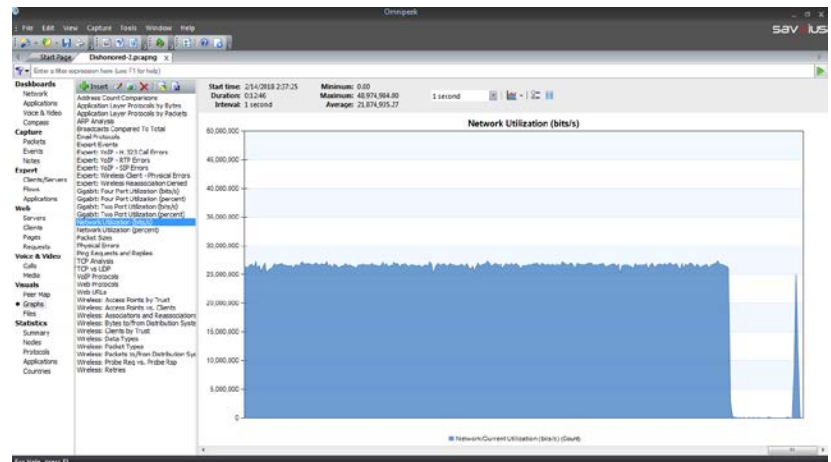 Omnipeek
File Edit View Capture Tools Window Help
savvius
Start Page Dishonored-2.pcapng x
Enter a filter expression here (use F1 for help)
Dashboards
Network
Applications
Voice & Video
Compass
Capture
Packets
Events
Notes
Expert
Clients/Servers
Flows
Applications
Web
Servers
Clients
Pages
Requests
Voice & Video
Calls
Media
Visuals
Peer Map
Graphs
Files
Statistics
Summary
Nodes
Protocols
Applications
Countries
Insert
Address Count Comparisons
Application Layer Protocols by Bytes
Application Layer Protocols by Packets
ARP Analysis
Broadcasts Compared To Total
Email Protocols
Expert Events
Expert: VoIP - H.323 Call Errors
Expert: VoIP - RTP Errors
Expert: VoIP - SIP Errors
Expert: Wireless Client - Physical Errors
Expert: Wireless Reassociation Denied
Gigabit: Four Port Utilization (bits/s)
Gigabit: Four Port Utilization (percent)
Gigabit: Two Port Utilization (bits/s)
Gigabit: Two Port Utilization (percent)
Network Utilization (bits/s)
Network Utilization (percent)
Packet Sizes
Physical Errors
Ping Requests and Replies
TCP Analysis
TCP vs UDP
VoIP Protocols
Web Protocols
Web URLs
Wireless: Access Points by Trust
Wireless: Access Points vs. Clients
Wireless: Associations and Reassociations
Wireless: Bytes to/from Distribution Syste
Wireless: Clients by Trust
Wireless: Data Types
Wireless: Packet Types
Wireless: Packets to/from Distribution Sys
Wireless: Probe Req vs. Probe Rsp
Wireless: Retries
Start time: 2/14/2018 2:37:25 Minimum: 0.00
Duration: 0:12:46 Maximum: 48,974,984.80 1 second
Interval: 1 second Average: 21,874,935.27
Network Utilization (bits/s)
50,000,000
45,000,000
40,000,000
35,000,000
30,000,000
25,000,000
20,000,000
15,000,000
10,000,000
5,000,000
0
Network/Current Utilization (bits/s) (Count)
For Help, press F1